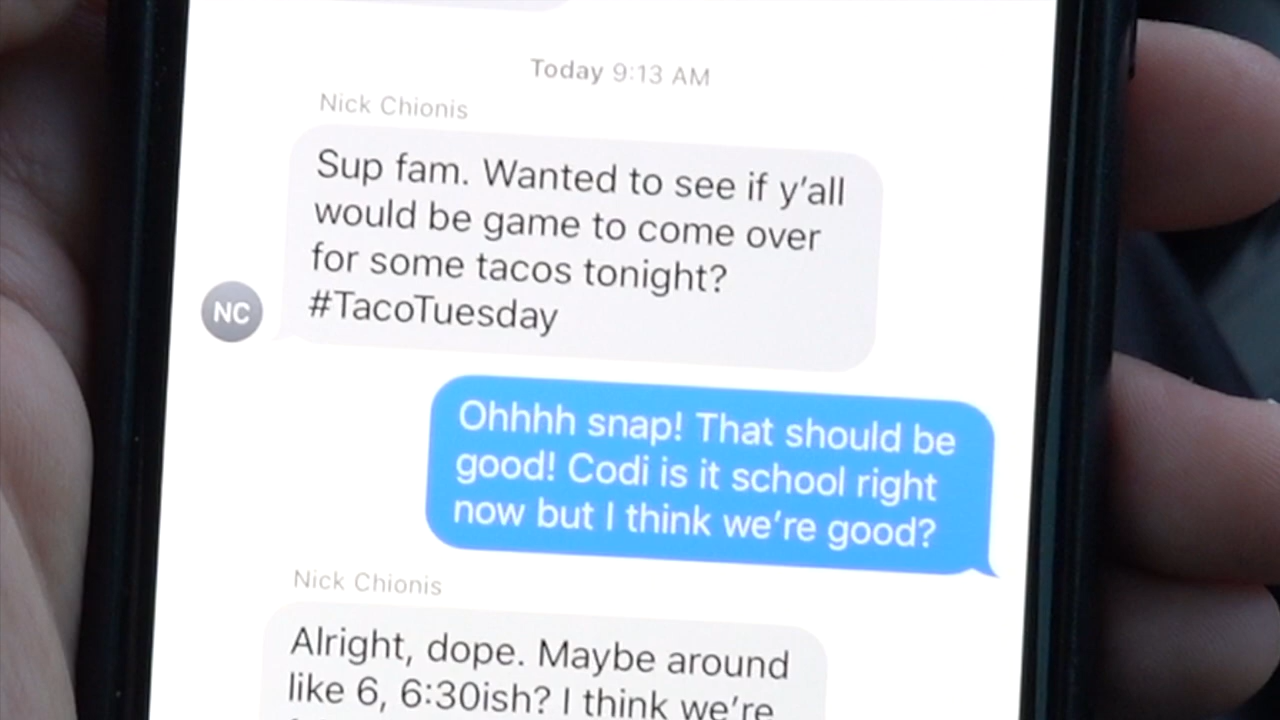 Today 9:13 AM
Nick Chionis
Sup fam. Wanted to see if y'all
would be game to come over
for some tacos tonight?
#TacoTuesday
NC
Ohhhh snap! That should be
good! Codi is it school right
now but I think we're good?
Nick Chionis
Alright, dope. Maybe around
like 6, 6:30ish? I think we're